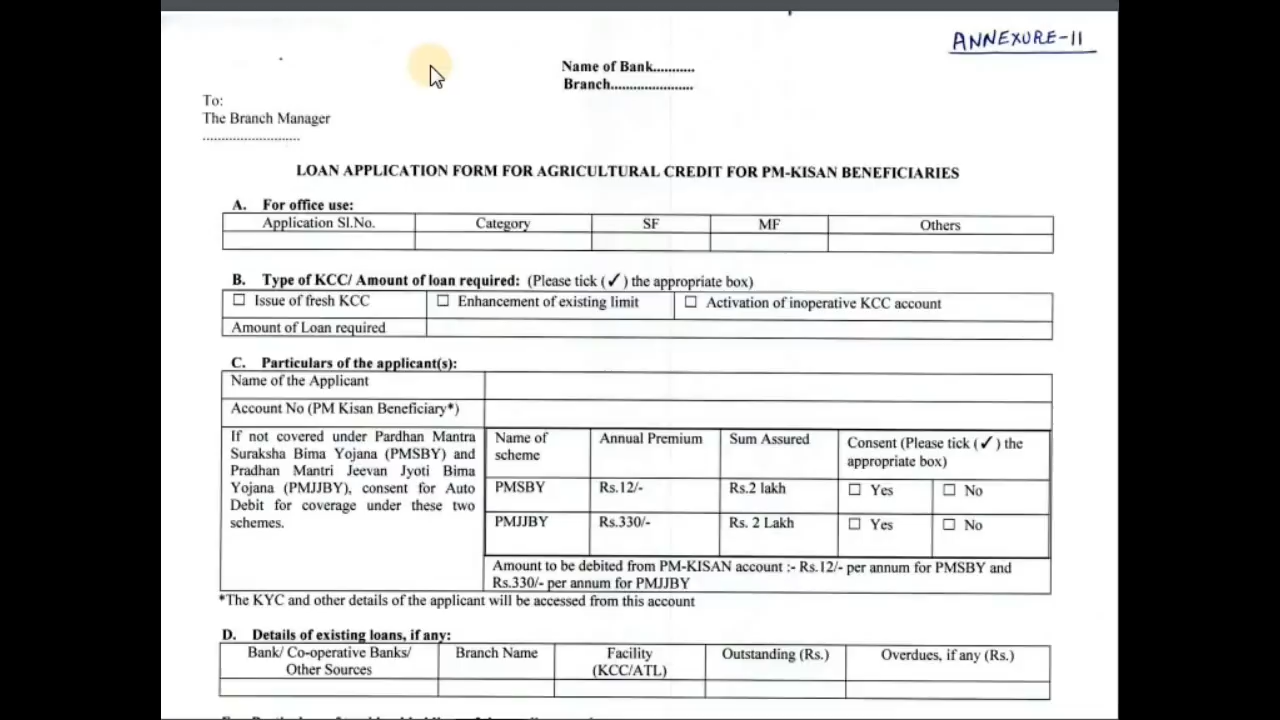 ANNEXURE-II
Name of Bank...........
Branch......................
To:
The Branch Manager
..........................
LOAN APPLICATION FORM FOR AGRICULTURAL CREDIT FOR PM-KISAN BENEFICIARIES
A. For office use:
Application Sl.No. Category SF MF Others
B. Type of KCC/ Amount of loan required: (Please tick (✓) the appropriate box)
☐ Issue of fresh KCC ☐ Enhancement of existing limit ☐ Activation of inoperative KCC account
Amount of Loan required
C. Particulars of the applicant(s):
Name of the Applicant
Account No (PM Kisan Beneficiary*)
If not covered under Pardhan Mantra
Suraksha Bima Yojana (PMSBY) and
Pradhan Mantri Jeevan Jyoti Bima
Yojana (PMJJBY), consent for Auto
Debit for coverage under these two
schemes.
Name of
scheme
Annual Premium
Sum Assured
Consent (Please tick (✓) the
appropriate box)
PMSBY Rs.12/- Rs.2 lakh ☐ Yes ☐ No
PMJJBY Rs.330/- Rs. 2 Lakh ☐ Yes ☐ No
Amount to be debited from PM-KISAN account :- Rs.12/- per annum for PMSBY and
Rs.330/- per annum for PMJJBY
*The KYC and other details of the applicant will be accessed from this account
D. Details of existing loans, if any:
Bank/ Co-operative Banks/
Other Sources
Branch Name
Facility
(KCC/ATL)
Outstanding (Rs.)
Overdues, if any (Rs.)